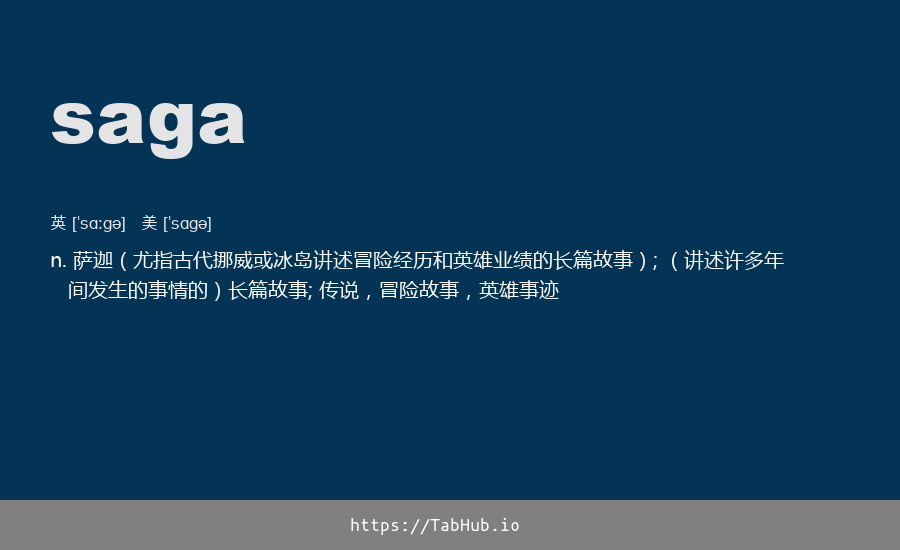 saga
英 [ˈsɑːɡə] 美 [ˈsɑɡə]
n. 萨迦（尤指古代挪威或冰岛讲述冒险经历和英雄业绩的长篇故事）; （讲述许多年
间发生的事情的）长篇故事; 传说，冒险故事，英雄事迹
https://TabHub.io